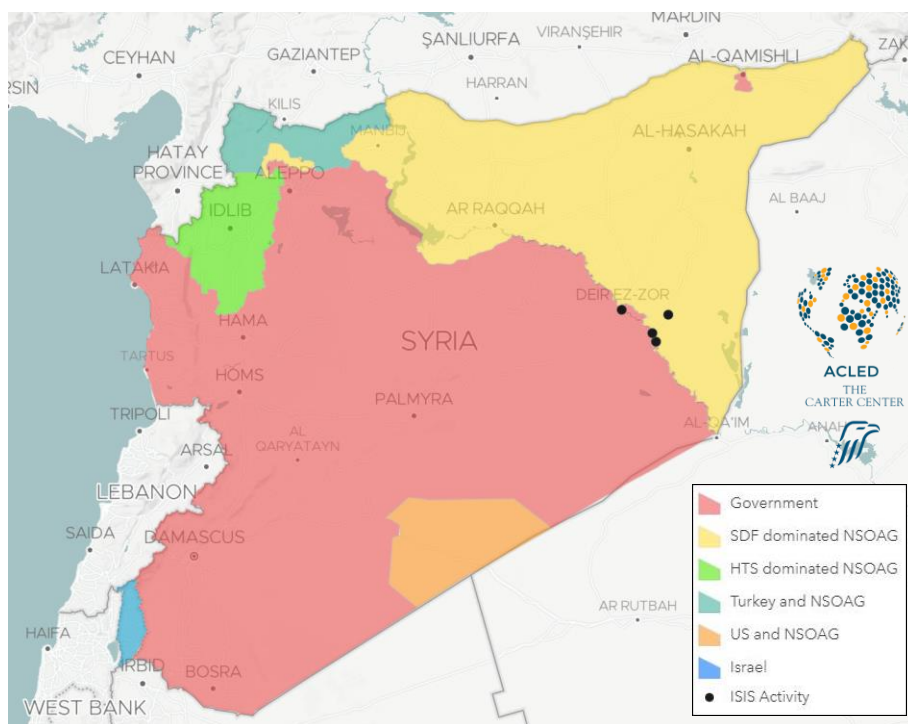 MARDIN
CEYHAN
GAZIANTEP
ŞANLIURFA
VIRANŞEHIR
ZAK
AL-QAMISHLI
RSIN
HARRAN
KILIS
MANBIJ
AL-HASAKAH
HATAY
PROVINCE
ALEPPO
AL BAAJ
IDLIB
AR RAQQAH
LATAKIA
DEIR EZ-ZOR
HAMA
SYRIA
TARTUS
HOMS
ACLED
THE
CARTER CENTER
PALMYRA
TRIPOLI
AL-QA'IM
ANAH
AL
QARYATAYN
ARSAL
LEBANON
SAIDA
DAMASCUS
Government
SDF dominated NSOAG
HTS dominated NSOAG
Turkey and NSOAG
US and NSOAG
Israel
ISIS Activity
AR RUTBAH
HAIFA
IRBID
BOSRA
WEST BANK